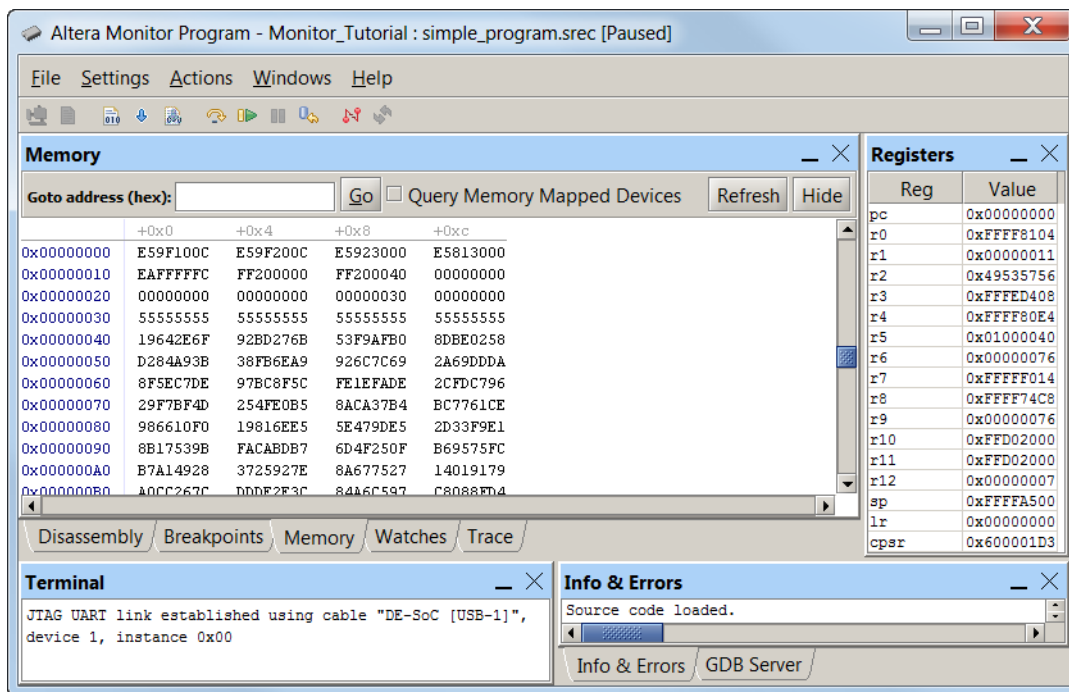 Altera Monitor Program - Monitor_Tutorial : simple_program.srec [Paused]
File Settings Actions Windows Help
Memory
Goto address (hex): Go Query Memory Mapped Devices Refresh Hide
+0x0 +0x4 +0x8 +0xc
0x00000000 E59F100C E59F200C E5923000 E5813000
0x00000010 EAFFFFFC FF200000 FF200040 00000000
0x00000020 00000000 00000000 00000030 00000000
0x00000030 55555555 55555555 55555555 55555555
0x00000040 19642E6F 92BD276B 53F9AFB0 8DBE0258
0x00000050 D284A93B 38FB6EA9 926C7C69 2A69DDDA
0x00000060 8F5EC7DE 97BC8F5C FE1EFADE 2CFDC796
0x00000070 29F7BF4D 254FE0B5 8ACA37B4 BC7761CE
0x00000080 986610F0 19816EE5 5E479DE5 2D33F9E1
0x00000090 8B17539B FACABDB7 6D4F250F B69575FC
0x000000A0 B7A14928 3725927E 8A677527 14019179
0x000000B0 A0CC267C DDDF2F3C 84A6C597 C8088FD4
Disassembly Breakpoints Memory Watches Trace
Registers
Reg Value
pc 0x00000000
r0 0xFFFF8104
r1 0x00000011
r2 0x49535756
r3 0xFFFED408
r4 0xFFFF80E4
r5 0x01000040
r6 0x00000076
r7 0xFFFFF014
r8 0xFFFF74C8
r9 0x00000076
r10 0xFFD02000
r11 0xFFD02000
r12 0x00000007
sp 0xFFFFA500
lr 0x00000000
cpsr 0x600001D3
Terminal
JTAG UART link established using cable "DE-SoC [USB-1]",
device 1, instance 0x00
Info & Errors
Source code loaded.
Info & Errors GDB Server